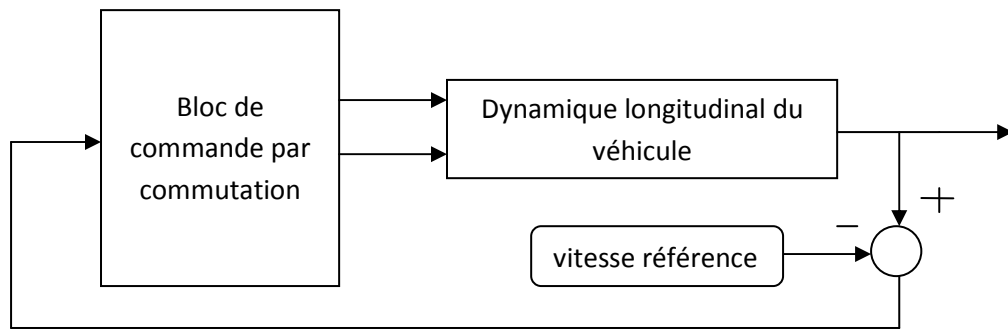 Bloc de
commande par
commutation
Dynamique longitudinal du
véhicule
+
−
vitesse référence